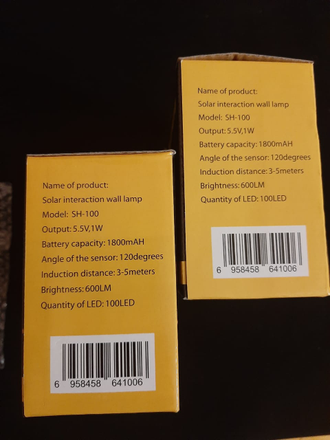 Name of product:
Solar interaction wall lamp
Model: SH-100
Output: 5.5V,1W
Battery capacity: 1800mAH
Angle of the sensor: 120degrees
Induction distance: 3-5meters
Brightness: 600LM
Quantity of LED: 100LED
6 958458 641006
Name of product:
Solar interaction wall lamp
Model: SH-100
Output: 5.5V,1W
Battery capacity: 1800mAH
Angle of the sensor: 120degrees
Induction distance: 3-5meters
Brightness: 600LM
Quantity of LED: 100LED
6 958458 641006